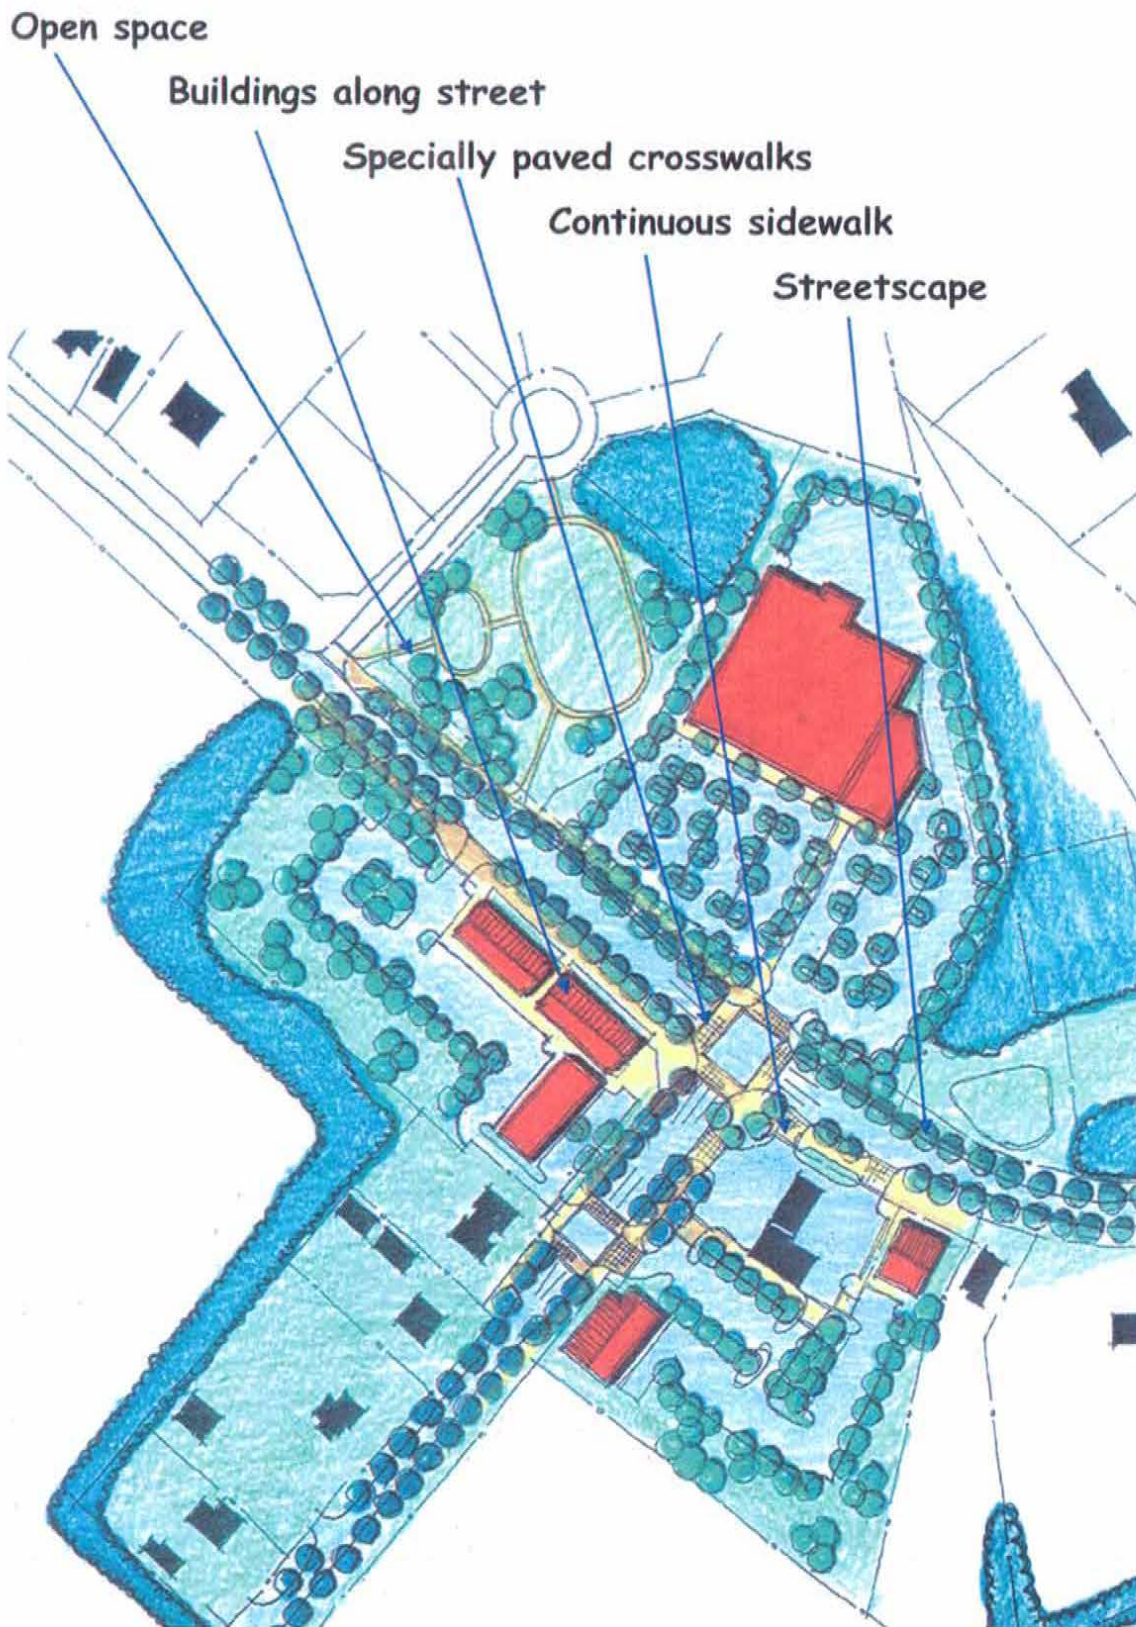 Open space
Buildings along street
Specially paved crosswalks
Continuous sidewalk
Streetscape